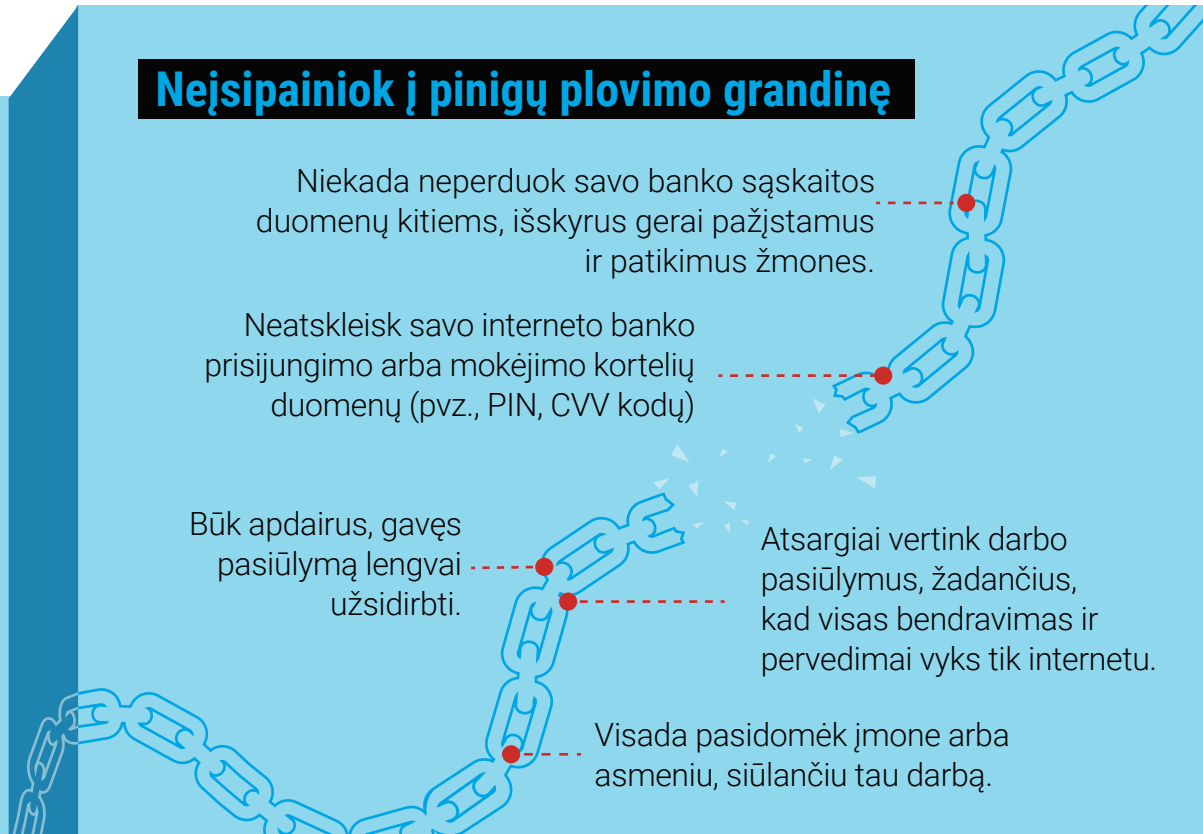 Neįsipainiok į pinigų plovimo grandinę
Niekada neperduok savo banko sąskaitos
duomenų kitiems, išskyrus gerai pažįstamus
ir patikimus žmones.
Neatskleisk savo interneto banko
prisijungimo arba mokėjimo kortelių
duomenų (pvz., PIN, CVV kodų)
Būk apdairus, gavęs
pasiūlymą lengvai
užsidirbti.
Atsargiai vertink darbo
pasiūlymus, žadančius,
kad visas bendravimas ir
pervedimai vyks tik internetu.
Visada pasidomėk įmone arba
asmeniu, siūlančiu tau darbą.